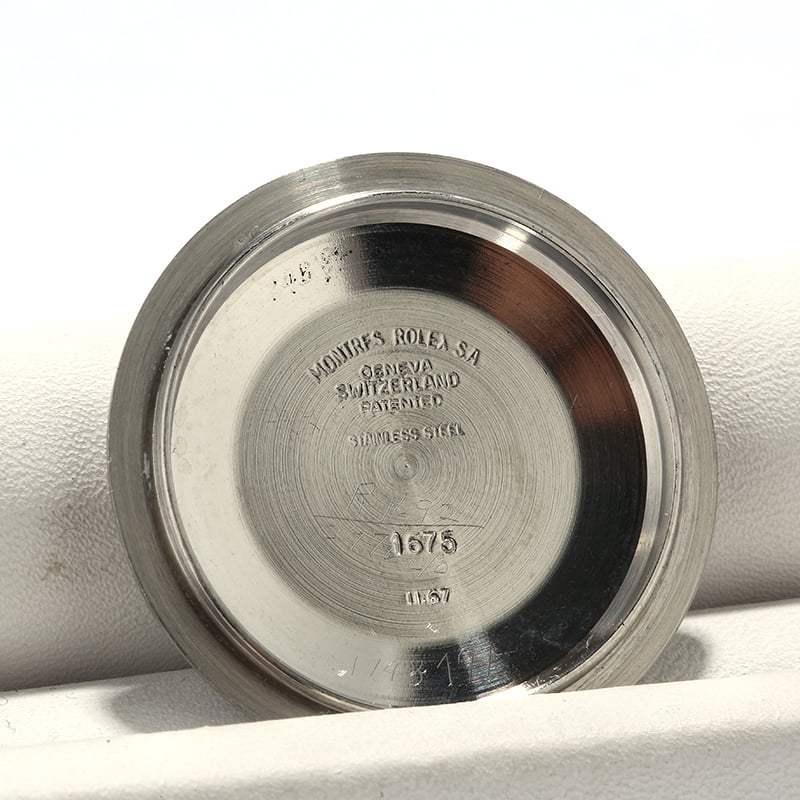 MONTRES ROLEX S.A
GENEVA
SWITZERLAND
PATENTED
STAINLESS STEEL
1675
II.67